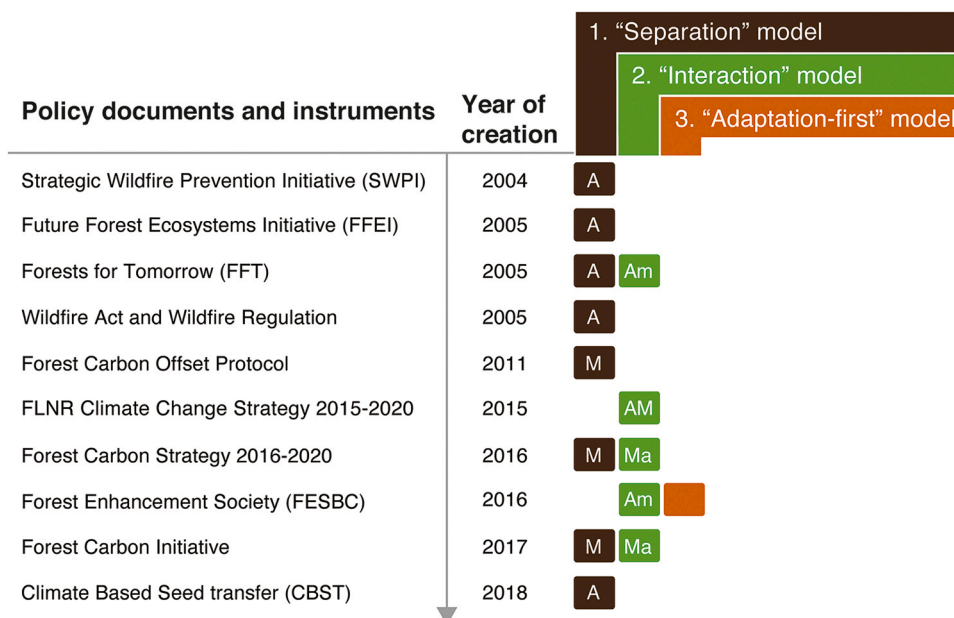 1. “Separation” model
2. “Interaction” model
3. “Adaptation-first” model
Policy documents and instruments
Year of
creation
Strategic Wildfire Prevention Initiative (SWPI) 2004 A
Future Forest Ecosystems Initiative (FFEI) 2005 A
Forests for Tomorrow (FFT) 2005 A Am
Wildfire Act and Wildfire Regulation 2005 A
Forest Carbon Offset Protocol 2011 M
FLNR Climate Change Strategy 2015-2020 2015 AM
Forest Carbon Strategy 2016-2020 2016 M Ma
Forest Enhancement Society (FESBC) 2016 Am
Forest Carbon Initiative 2017 M Ma
Climate Based Seed transfer (CBST) 2018 A